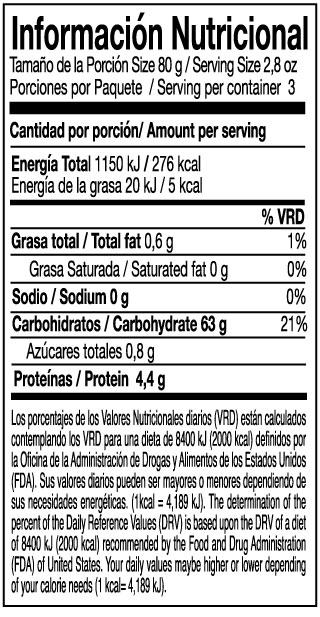 Información Nutricional
Tamaño de la Porción Size 80 g / Serving Size 2,8 oz
Porciones por Paquete / Serving per container 3
Cantidad por porción/ Amount per serving
Energía Total 1150 kJ / 276 kcal
Energía de la grasa 20 kJ / 5 kcal
% VRD
Grasa total / Total fat 0,6 g 1%
Grasa Saturada / Saturated fat 0 g 0%
Sodio / Sodium 0 g 0%
Carbohidratos / Carbohydrate 63 g 21%
Azúcares totales 0,8 g
Proteínas / Protein 4,4 g
Los porcentajes de los Valores Nutricionales diarios (VRD) están calculados
contemplando los VRD para una dieta de 8400 kJ (2000 kcal) definidos por
la Oficina de la Administración de Drogas y Alimentos de los Estados Unidos
(FDA). Sus valores diarios pueden ser mayores o menores dependiendo de
sus necesidades energéticas. (1kcal = 4,189 kJ). The determination of the
percent of the Daily Reference Values (DRV) is based upon the DRV of a diet
of 8400 kJ (2000 kcal) recommended by the Food and Drug Administration
(FDA) of United States. Your daily values maybe higher or lower depending
of your calorie needs (1 kcal= 4,189 kJ).